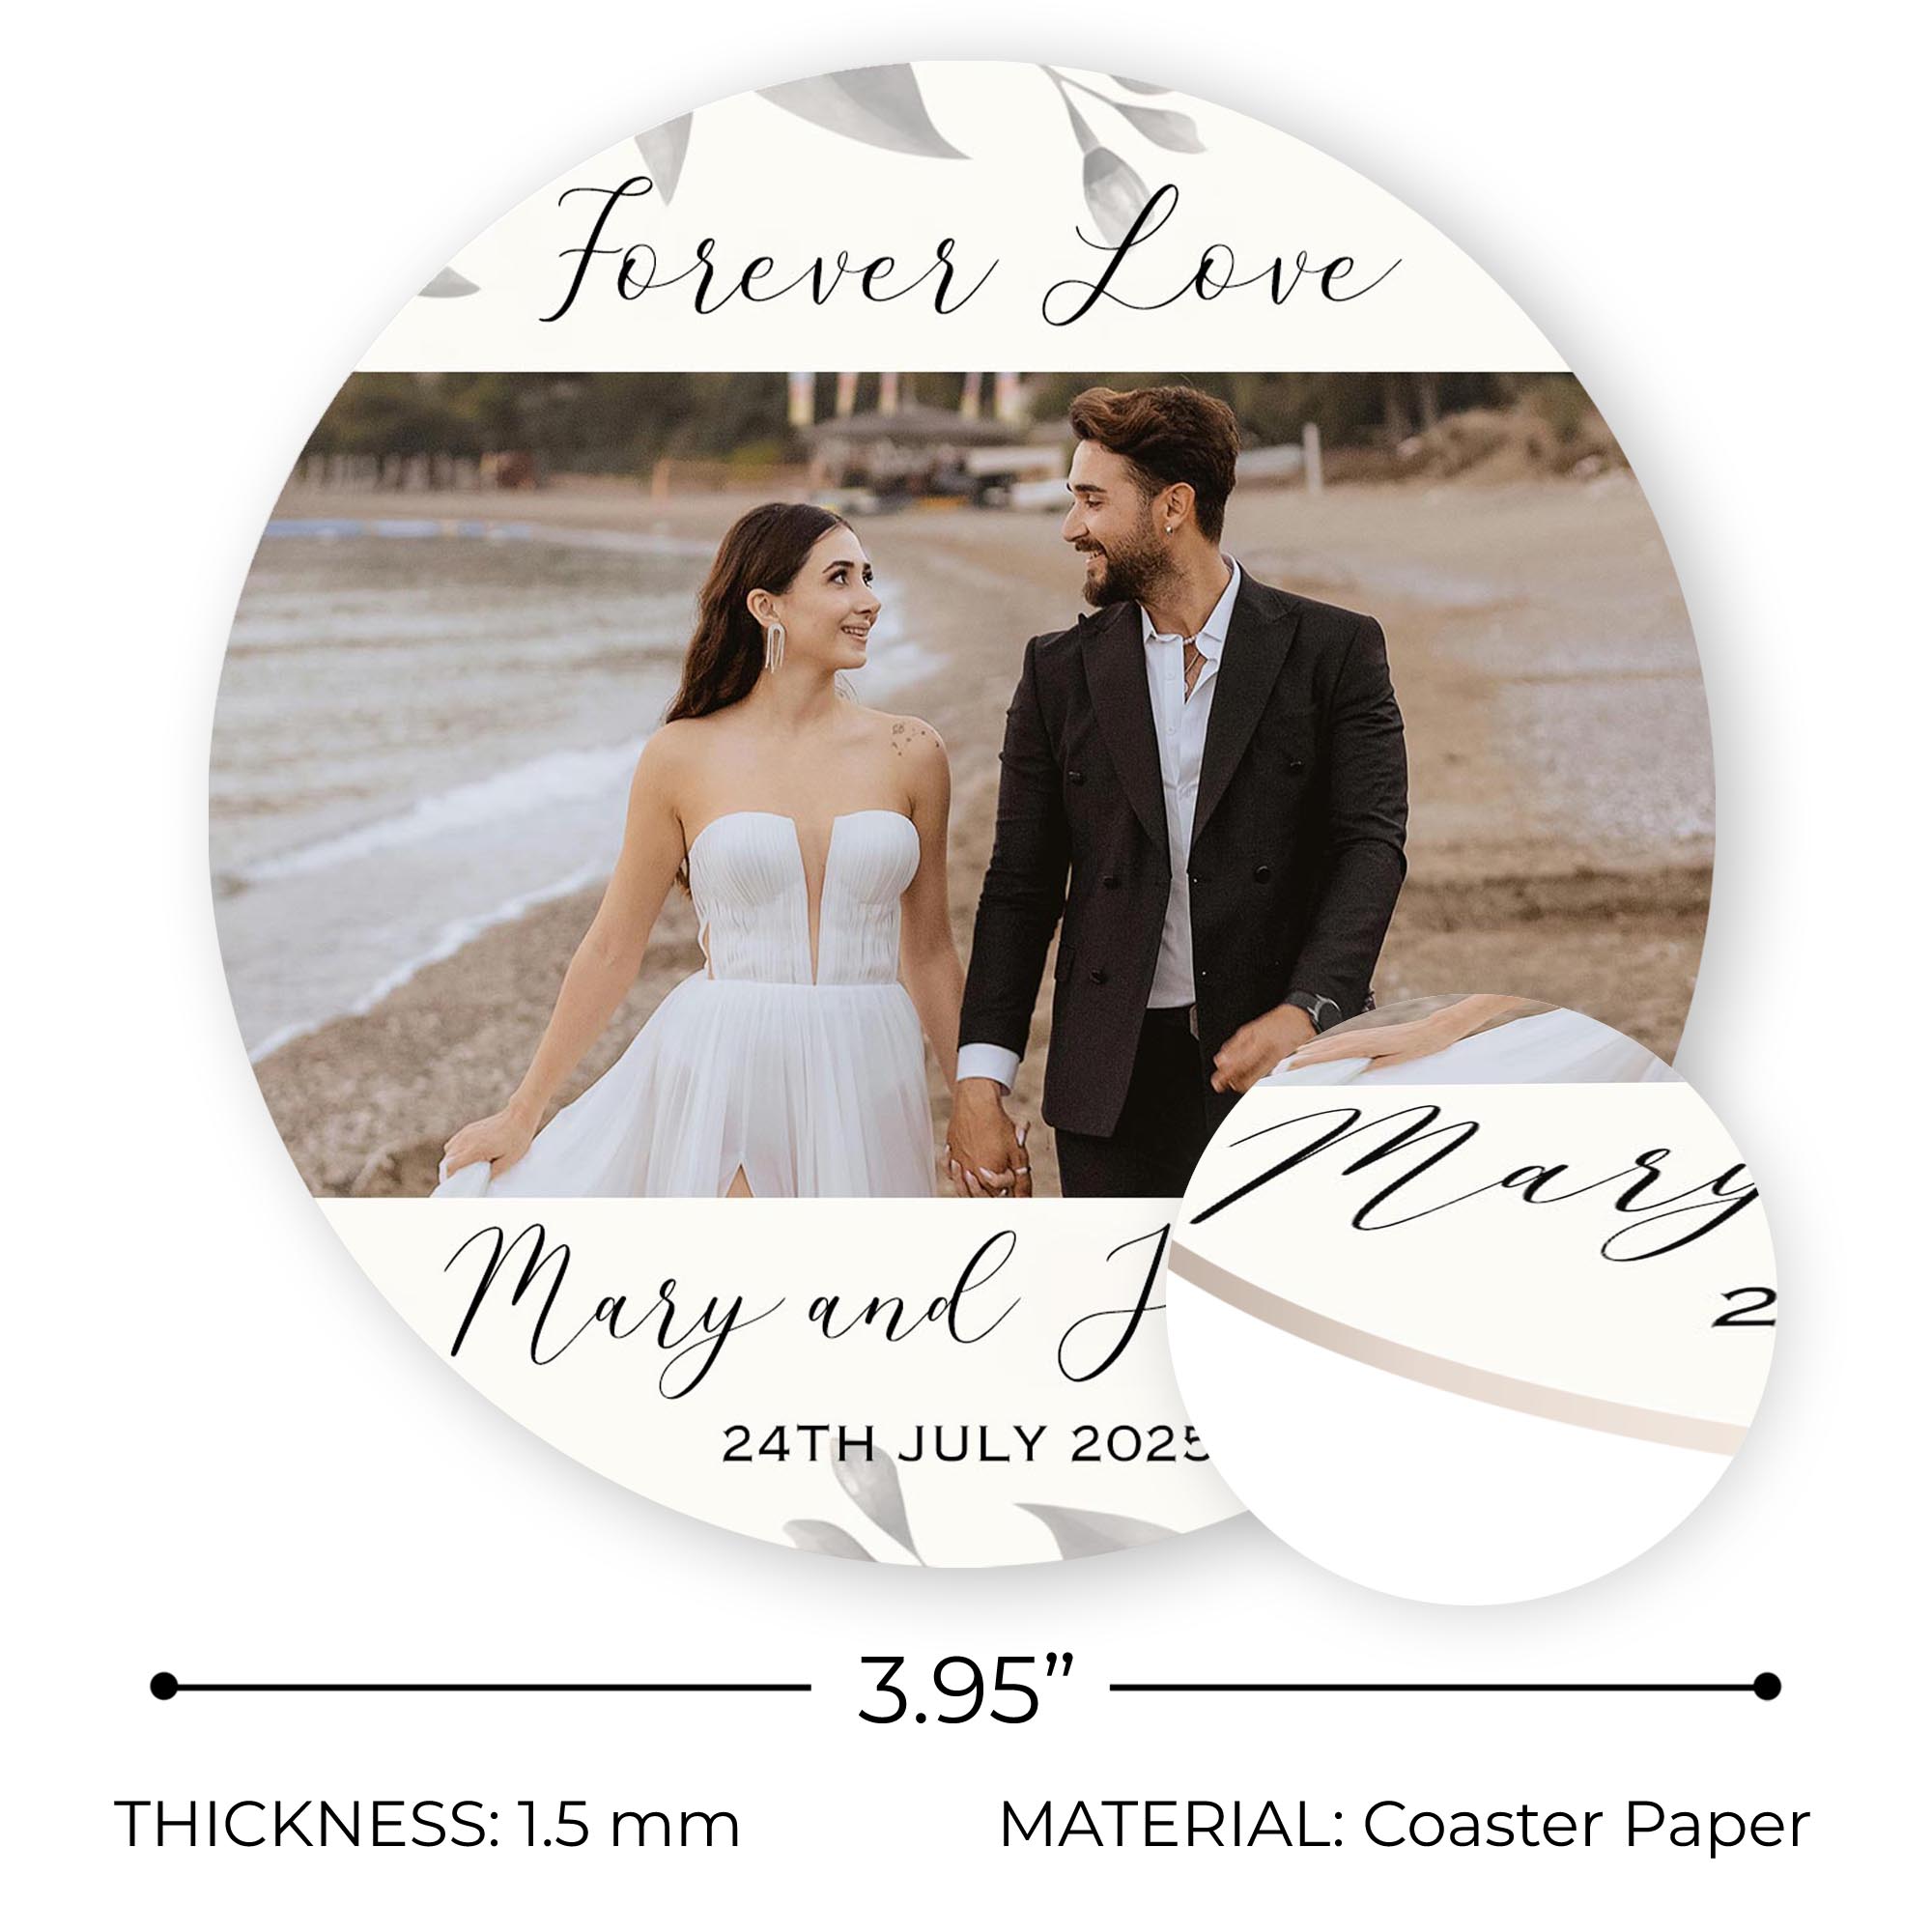 Forever Love
Mary and J
24TH JULY 2025
Mary
2
3.95”
THICKNESS: 1.5 mm
MATERIAL: Coaster Paper